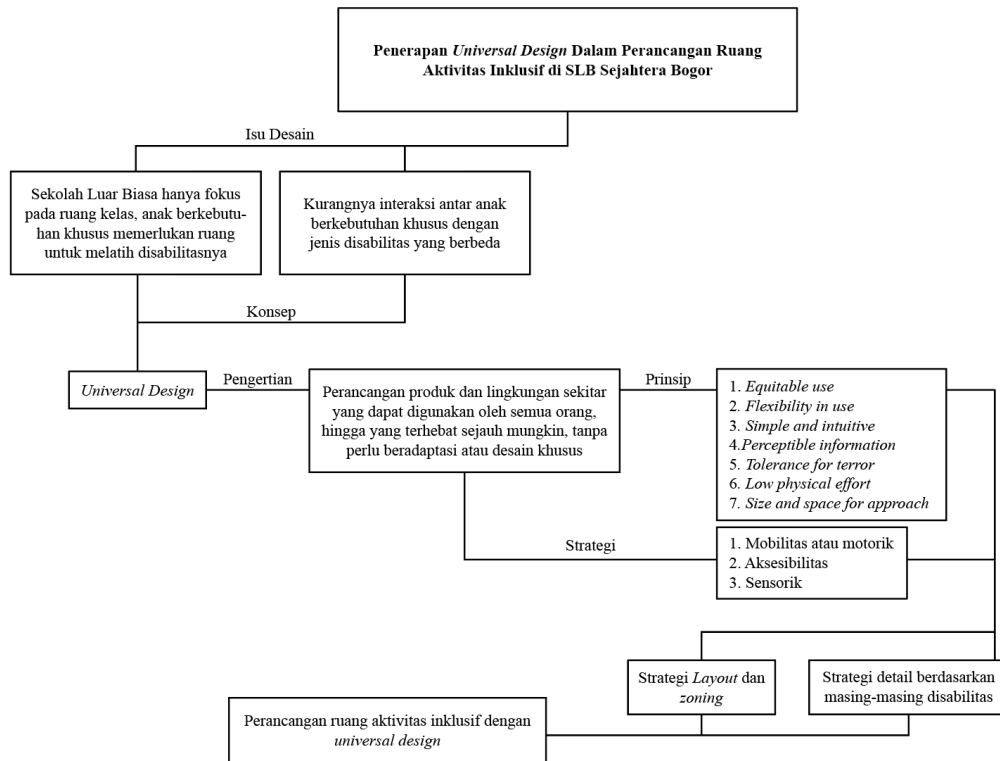 Penerapan Universal Design Dalam Perancangan Ruang
Aktivitas Inklusif di SLB Sejahtera Bogor
Isu Desain
Sekolah Luar Biasa hanya fokus
pada ruang kelas, anak berkebutu-
han khusus memerlukan ruang
untuk melatih disabilitasnya
Kurangnya interaksi antar anak
berkebutuhan khusus dengan
jenis disabilitas yang berbeda
Konsep
Universal Design
Pengertian
Perancangan produk dan lingkungan sekitar
yang dapat digunakan oleh semua orang,
hingga yang terhebat sejauh mungkin, tanpa
perlu beradaptasi atau desain khusus
Prinsip
1. Equitable use
2. Flexibility in use
3. Simple and intuitive
4.Perceptible information
5. Tolerance for terror
6. Low physical effort
7. Size and space for approach
Strategi
1. Mobilitas atau motorik
2. Aksesibilitas
3. Sensorik
Strategi Layout dan
zoning
Strategi detail berdasarkan
masing-masing disabilitas
Perancangan ruang aktivitas inklusif dengan
universal design